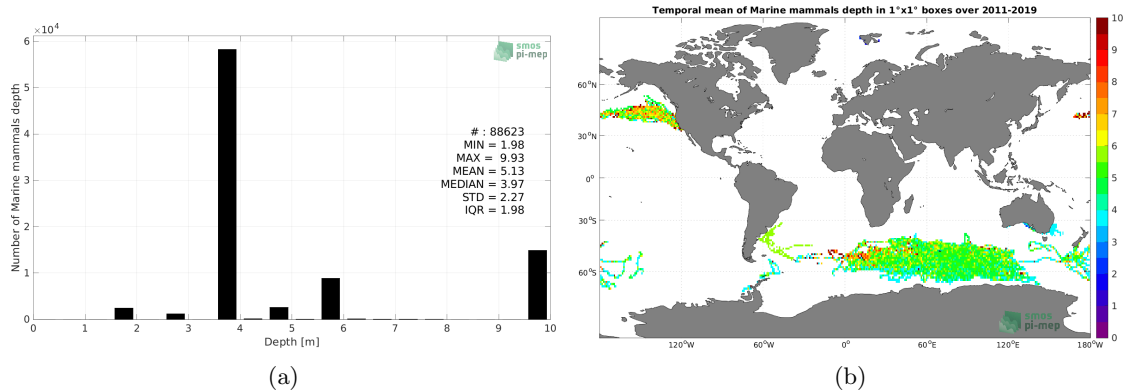 ×10⁴
6
5
4
3
2
1
0
Number of Marine mammals depth
smos
pi-mep
# : 88623
MIN = 1.98
MAX = 9.93
MEAN = 5.13
MEDIAN = 3.97
STD = 2.27
IQR = 1.98
0 1 2 3 4 5 6 7 8 9 10
Depth [m]
(a)
Temporal mean of Marine mammals depth in 1°x1° boxes over 2011-2019
60°N
30°N
0°
30°S
60°S
120°W 60°W 0° 60°E 120°E 180°W
smos
pi-mep
10
9
8
7
6
5
4
3
2
1
0
(b)